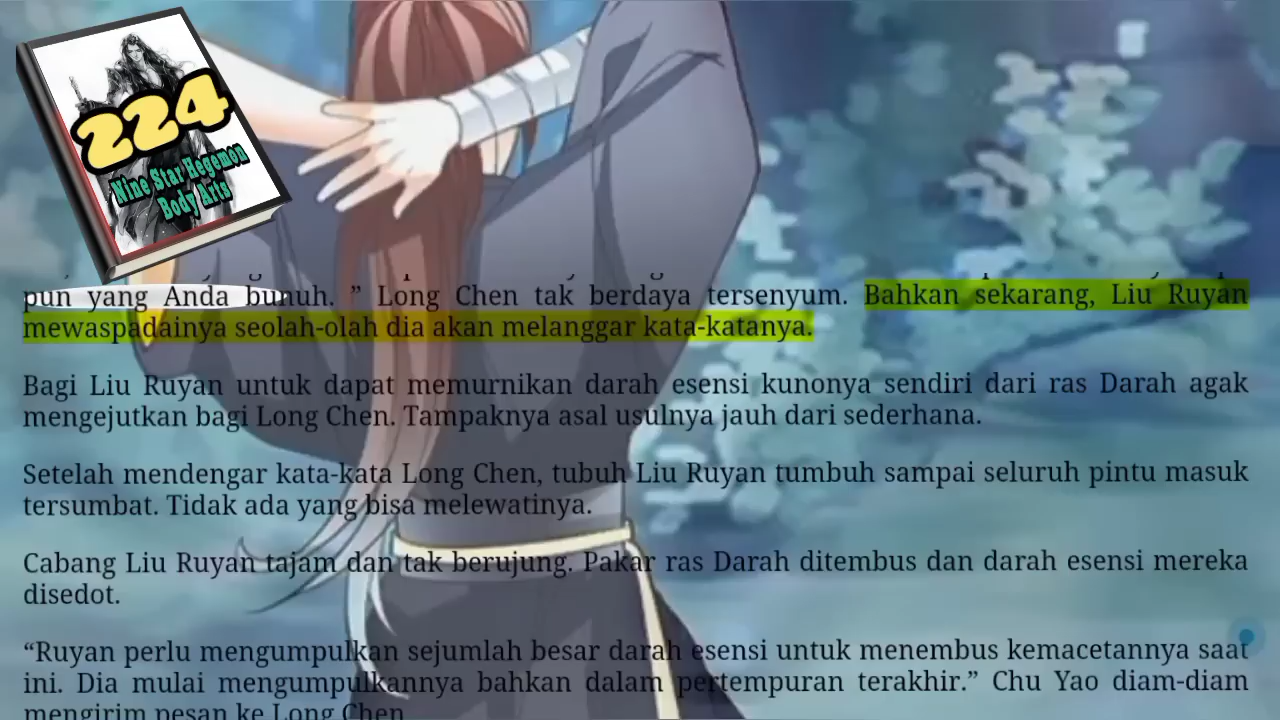 224
Nine Star Hegemon
Body Arts
pun yang Anda bunuh. ” Long Chen tak berdaya tersenyum. Bahkan sekarang, Liu Ruyan
mewaspadainya seolah-olah dia akan melanggar kata-katanya.
Bagi Liu Ruyan untuk dapat memurnikan darah esensi kunonya sendiri dari ras Darah agak
mengejutkan bagi Long Chen. Tampaknya asal usulnya jauh dari sederhana.
Setelah mendengar kata-kata Long Chen, tubuh Liu Ruyan tumbuh sampai seluruh pintu masuk
tersumbat. Tidak ada yang bisa melewatinya.
Cabang Liu Ruyan tajam dan tak berujung. Pakar ras Darah ditembus dan darah esensi mereka
disedot.
“Ruyan perlu mengumpulkan sejumlah besar darah esensi untuk menembus kemacetannya saat
ini. Dia mulai mengumpulkannya bahkan dalam pertempuran terakhir.” Chu Yao diam-diam
mengirim pesan ke Long Chen